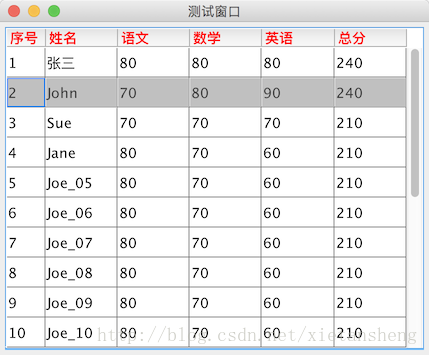 测试窗口
序号 姓名 语文 数学 英语 总分
1 张三 80 80 80 240
2 John 70 80 90 240
3 Sue 70 70 70 210
4 Jane 80 70 60 210
5 Joe_05 80 70 60 210
6 Joe_06 80 70 60 210
7 Joe_07 80 70 60 210
8 Joe_08 80 70 60 210
9 Joe_09 80 70 60 210
10 Joe_10 80 70 60 210
http://blog.csdn.net/xietansheng